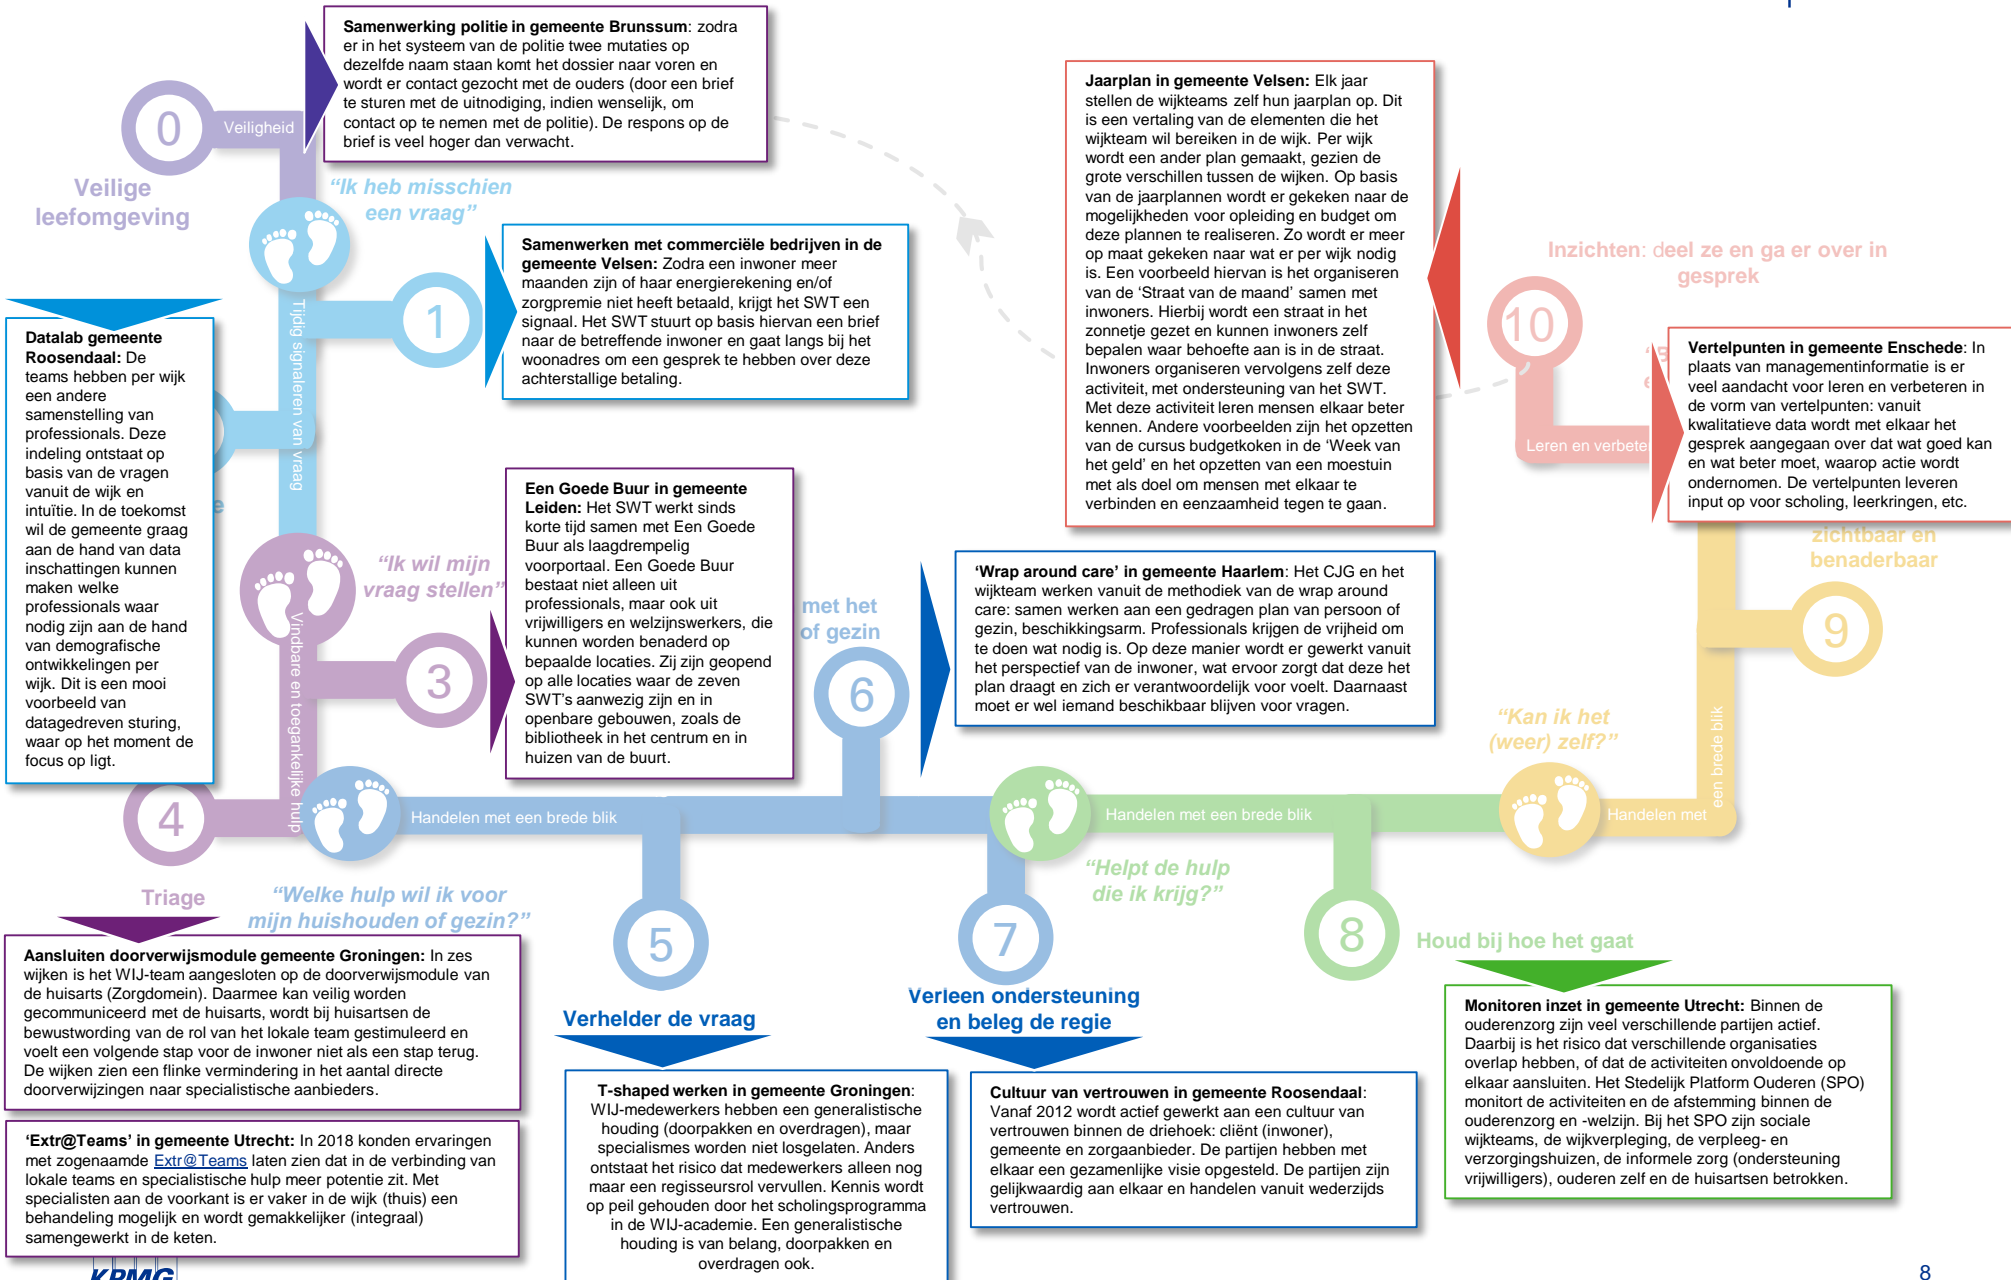 Samenwerking politie in gemeente Brunssum: zodra
er in het systeem van de politie twee mutaties op
dezelfde naam staan komt het dossier naar voren en
wordt er contact gezocht met de ouders (door een brief
te sturen met de uitnodiging, indien wenselijk, om
contact op te nemen met de politie). De respons op de
brief is veel hoger dan verwacht.
0
Veiligheid
Veilige
leefomgeving
“Ik heb misschien
een vraag”
Tijdig signaleren van vraag
1
Samenwerken met commerciële bedrijven in de
gemeente Velsen: Zodra een inwoner meer
maanden zijn of haar energierekening en/of
zorgpremie niet heeft betaald, krijgt het SWT een
signaal. Het SWT stuurt op basis hiervan een brief
naar de betreffende inwoner en gaat langs bij het
woonadres om een gesprek te hebben over deze
achterstallige betaling.
Jaarplan in gemeente Velsen: Elk jaar
stellen de wijkteams zelf hun jaarplan op. Dit
is een vertaling van de elementen die het
wijkteam wil bereiken in de wijk. Per wijk
wordt een ander plan gemaakt, gezien de
grote verschillen tussen de wijken. Op basis
van de jaarplannen wordt er gekeken naar de
mogelijkheden voor opleiding en budget om
deze plannen te realiseren. Zo wordt er meer
op maat gekeken naar wat er per wijk nodig
is. Een voorbeeld hiervan is het organiseren
van de ‘Straat van de maand’ samen met
inwoners. Hierbij wordt een straat in het
zonnetje gezet en kunnen inwoners zelf
bepalen waar behoefte aan is in de straat.
Inwoners organiseren vervolgens zelf deze
activiteit, met ondersteuning van het SWT.
Met deze activiteit leren mensen elkaar beter
kennen. Andere voorbeelden zijn het opzetten
van de cursus budgetkoken in de ‘Week van
het geld’ en het opzetten van een moestuin
met als doel om mensen met elkaar te
verbinden en eenzaamheid tegen te gaan.
Inzichten: deel ze en ga er over in
gesprek
10
Leren en verbete
Vertelpunten in gemeente Enschede: In
plaats van managementinformatie is er
veel aandacht voor leren en verbeteren in
de vorm van vertelpunten: vanuit
kwalitatieve data wordt met elkaar het
gesprek aangegaan over dat wat goed kan
en wat beter moet, waarop actie wordt
ondernomen. De vertelpunten leveren
input op voor scholing, leerkringen, etc.
Datalab gemeente
Roosendaal: De
teams hebben per wijk
een andere
samenstelling van
professionals. Deze
indeling ontstaat op
basis van de vragen
vanuit de wijk en
intuïtie. In de toekomst
wil de gemeente graag
aan de hand van data
inschattingen kunnen
maken welke
professionals waar
nodig zijn aan de hand
van demografische
ontwikkelingen per
wijk. Dit is een mooi
voorbeeld van
datagedreven sturing,
waar op het moment de
focus op ligt.
e
“Ik wil mijn
vraag stellen”
Vindbare en toegankelijke hulp
3
Een Goede Buur in gemeente
Leiden: Het SWT werkt sinds
korte tijd samen met Een Goede
Buur als laagdrempelig
voorportaal. Een Goede Buur
bestaat niet alleen uit
professionals, maar ook uit
vrijwilligers en welzijnswerkers, die
kunnen worden benaderd op
bepaalde locaties. Zij zijn geopend
op alle locaties waar de zeven
SWT’s aanwezig zijn en in
openbare gebouwen, zoals de
bibliotheek in het centrum en in
huizen van de buurt.
met het
of gezin
6
‘Wrap around care’ in gemeente Haarlem: Het CJG en het
wijkteam werken vanuit de methodiek van de wrap around
care: samen werken aan een gedragen plan van persoon of
gezin, beschikkingsarm. Professionals krijgen de vrijheid om
te doen wat nodig is. Op deze manier wordt er gewerkt vanuit
het perspectief van de inwoner, wat ervoor zorgt dat deze het
plan draagt en zich er verantwoordelijk voor voelt. Daarnaast
moet er wel iemand beschikbaar blijven voor vragen.
zichtbaar en
benaderbaar
9
“Kan ik het
(weer) zelf?”
Handelen met
een brede blik
4
Triage
Handelen met een brede blik
“Welke hulp wil ik voor
mijn huishouden of gezin?”
5
Verhelder de vraag
7
Verleen ondersteuning
en beleg de regie
Handelen met een brede blik
“Helpt de hulp
die ik krijg?”
8
Houd bij hoe het gaat
Aansluiten doorverwijsmodule gemeente Groningen: In zes
wijken is het WIJ-team aangesloten op de doorverwijsmodule van
de huisarts (Zorgdomein). Daarmee kan veilig worden
gecommuniceerd met de huisarts, wordt bij huisartsen de
bewustwording van de rol van het lokale team gestimuleerd en
voelt een volgende stap voor de inwoner niet als een stap terug.
De wijken zien een flinke vermindering in het aantal directe
doorverwijzingen naar specialistische aanbieders.
‘Extr@Teams’ in gemeente Utrecht: In 2018 konden ervaringen
met zogenaamde Extr@Teams laten zien dat in de verbinding van
lokale teams en specialistische hulp meer potentie zit. Met
specialisten aan de voorkant is er vaker in de wijk (thuis) een
behandeling mogelijk en wordt gemakkelijker (integraal)
samengewerkt in de keten.
T-shaped werken in gemeente Groningen:
WIJ-medewerkers hebben een generalistische
houding (doorpakken en overdragen), maar
specialismes worden niet losgelaten. Anders
ontstaat het risico dat medewerkers alleen nog
maar een regisseursrol vervullen. Kennis wordt
op peil gehouden door het scholingsprogramma
in de WIJ-academie. Een generalistische
houding is van belang, doorpakken en
overdragen ook.
Cultuur van vertrouwen in gemeente Roosendaal:
Vanaf 2012 wordt actief gewerkt aan een cultuur van
vertrouwen binnen de driehoek: cliënt (inwoner),
gemeente en zorgaanbieder. De partijen hebben met
elkaar een gezamenlijke visie opgesteld. De partijen zijn
gelijkwaardig aan elkaar en handelen vanuit wederzijds
vertrouwen.
Monitoren inzet in gemeente Utrecht: Binnen de
ouderenzorg zijn veel verschillende partijen actief.
Daarbij is het risico dat verschillende organisaties
overlap hebben, of dat de activiteiten onvoldoende op
elkaar aansluiten. Het Stedelijk Platform Ouderen (SPO)
monitort de activiteiten en de afstemming binnen de
ouderenzorg en -welzijn. Bij het SPO zijn sociale
wijkteams, de wijkverpleging, de verpleeg- en
verzorgingshuizen, de informele zorg (ondersteuning
vrijwilligers), ouderen zelf en de huisartsen betrokken.
KPMG
8